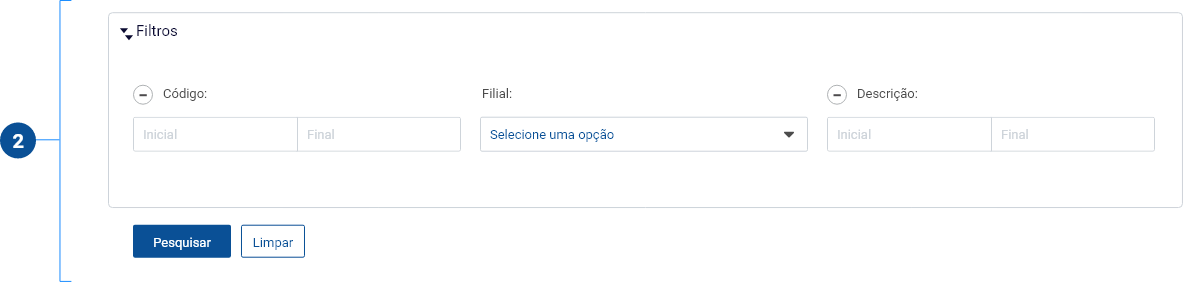 Filtros
Código:
Filial:
Descrição:
Inicial
Final
Selecione uma opção
Inicial
Final
2
Pesquisar
Limpar